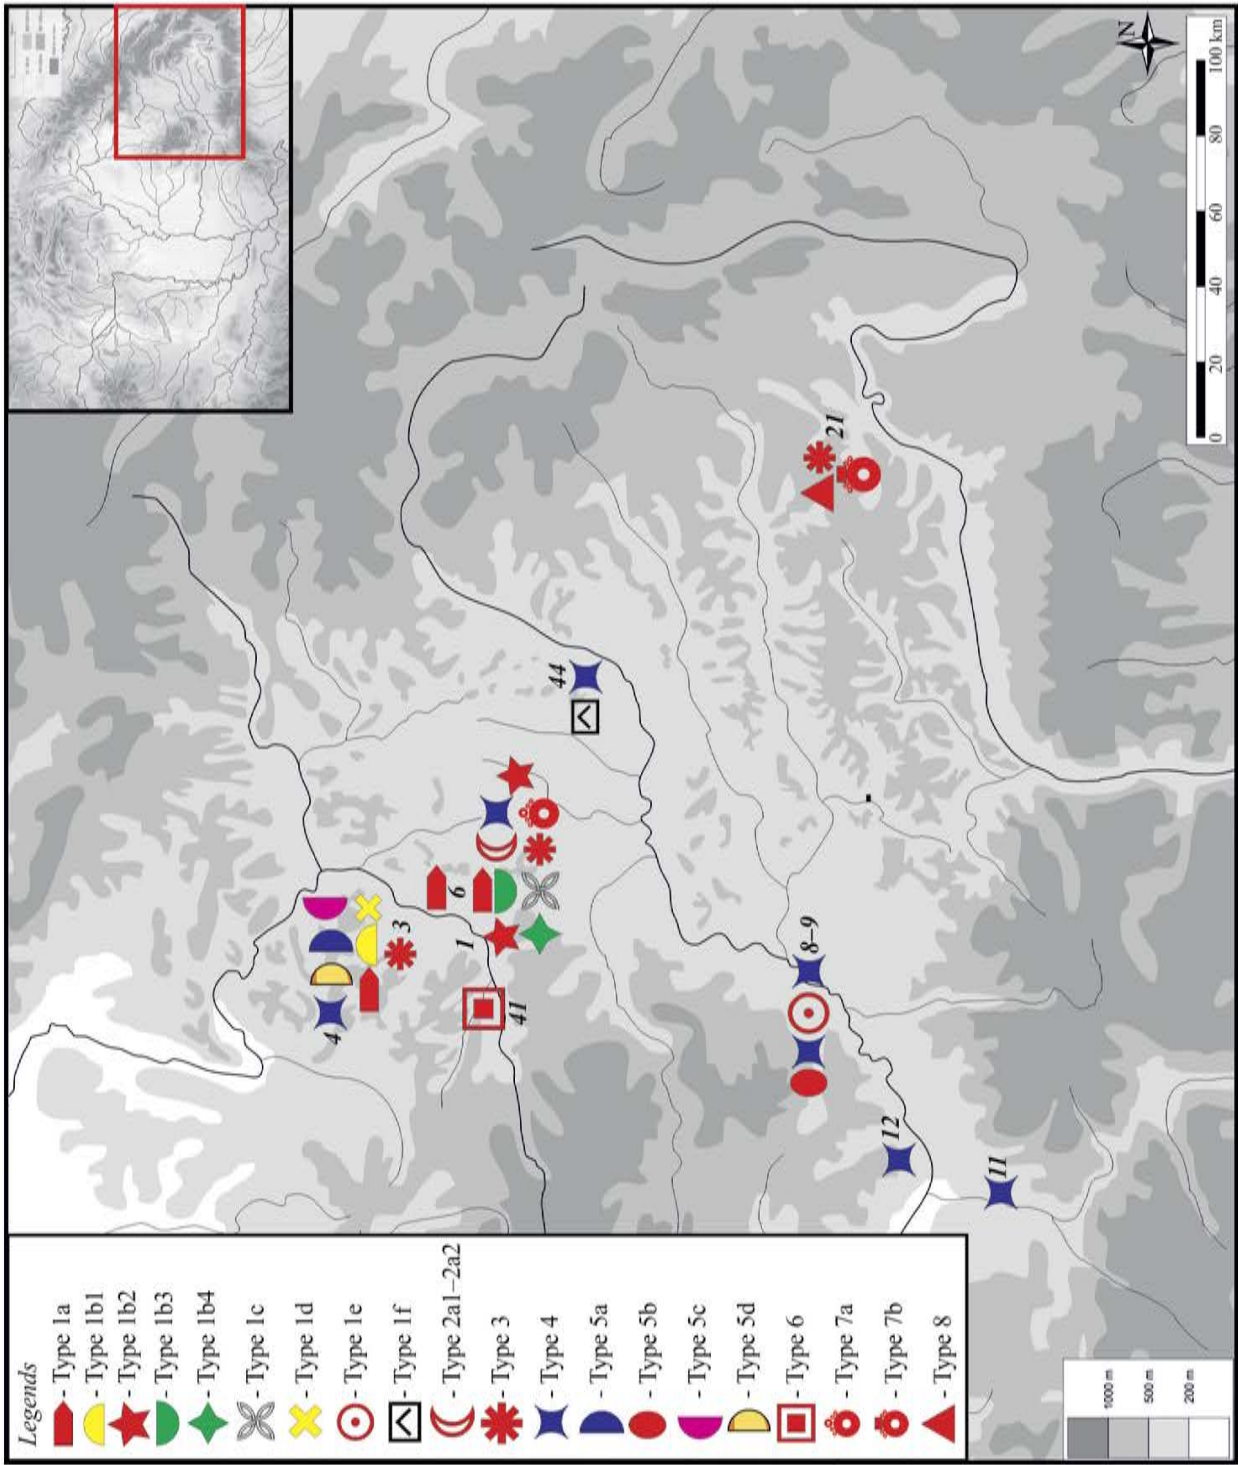 Legends
- Type 1a
- Type 1b1
- Type 1b2
- Type 1b3
- Type 1b4
- Type 1c
- Type 1d
- Type 1e
- Type 1f
- Type 2a1–2a2
- Type 3
- Type 4
- Type 5a
- Type 5b
- Type 5c
- Type 5d
- Type 6
- Type 7a
- Type 7b
- Type 8
1000 m
500 m
200 m
4
3
6
1
41
44
21
8–9
12
11
N
0 20 40 60 80 100 km